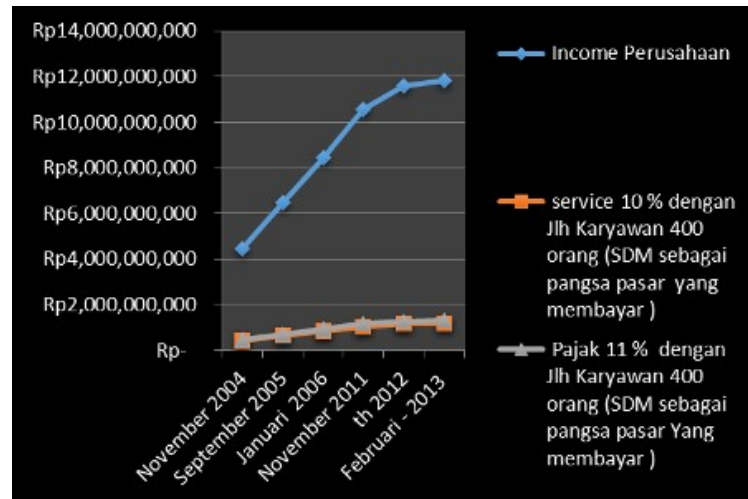 Rp14,000,000,000
Rp12,000,000,000
Rp10,000,000,000
Rp8,000,000,000
Rp6,000,000,000
Rp4,000,000,000
Rp2,000,000,000
Rp-
November 2004
September 2005
Januari 2006
November 2011
th 2012
Februari - 2013
Income Perusahaan
service 10 % dengan
Jlh Karyawan 400
orang (SDM sebagai
pangsa pasar yang
membayar )
Pajak 11 % dengan
Jlh Karyawan 400
orang (SDM sebagai
pangsa pasar Yang
membayar )